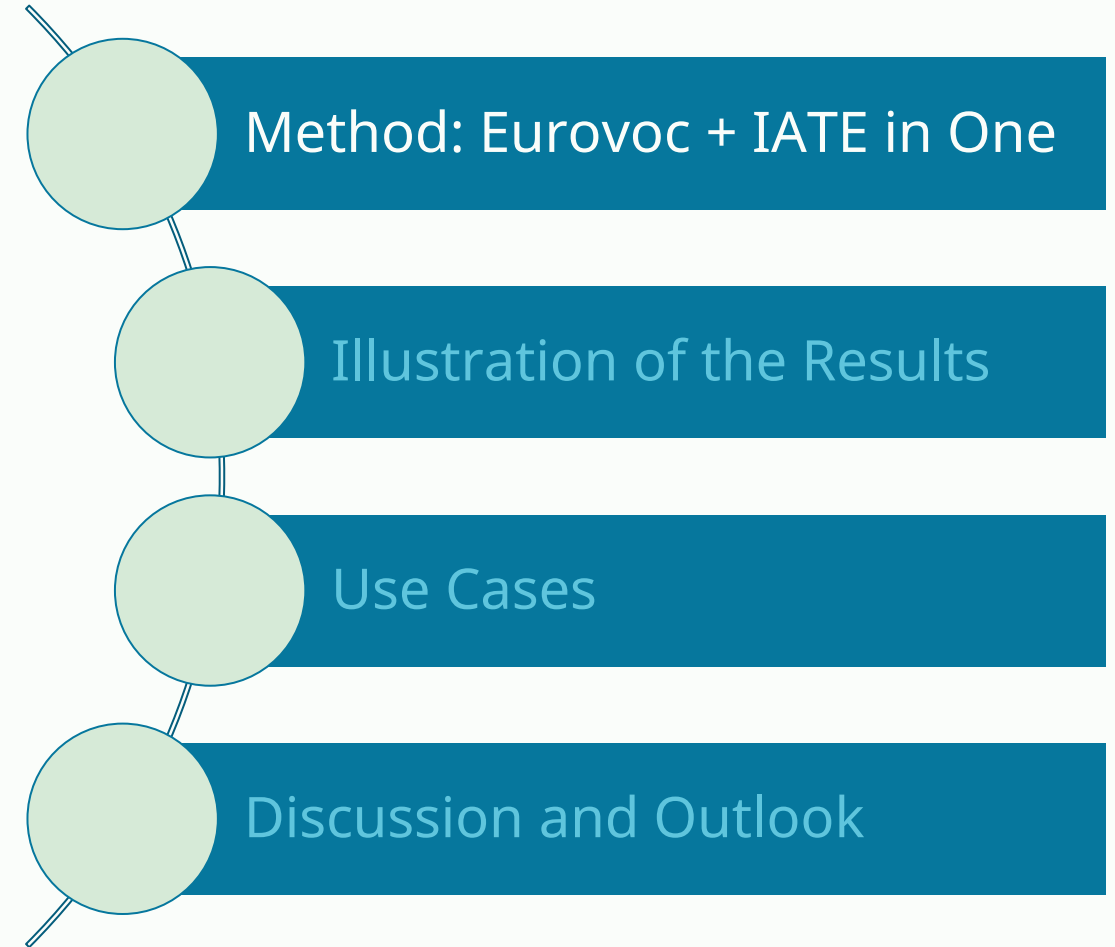 Method: Eurovoc + IATE in One
Illustration of the Results
Use Cases
Discussion and Outlook